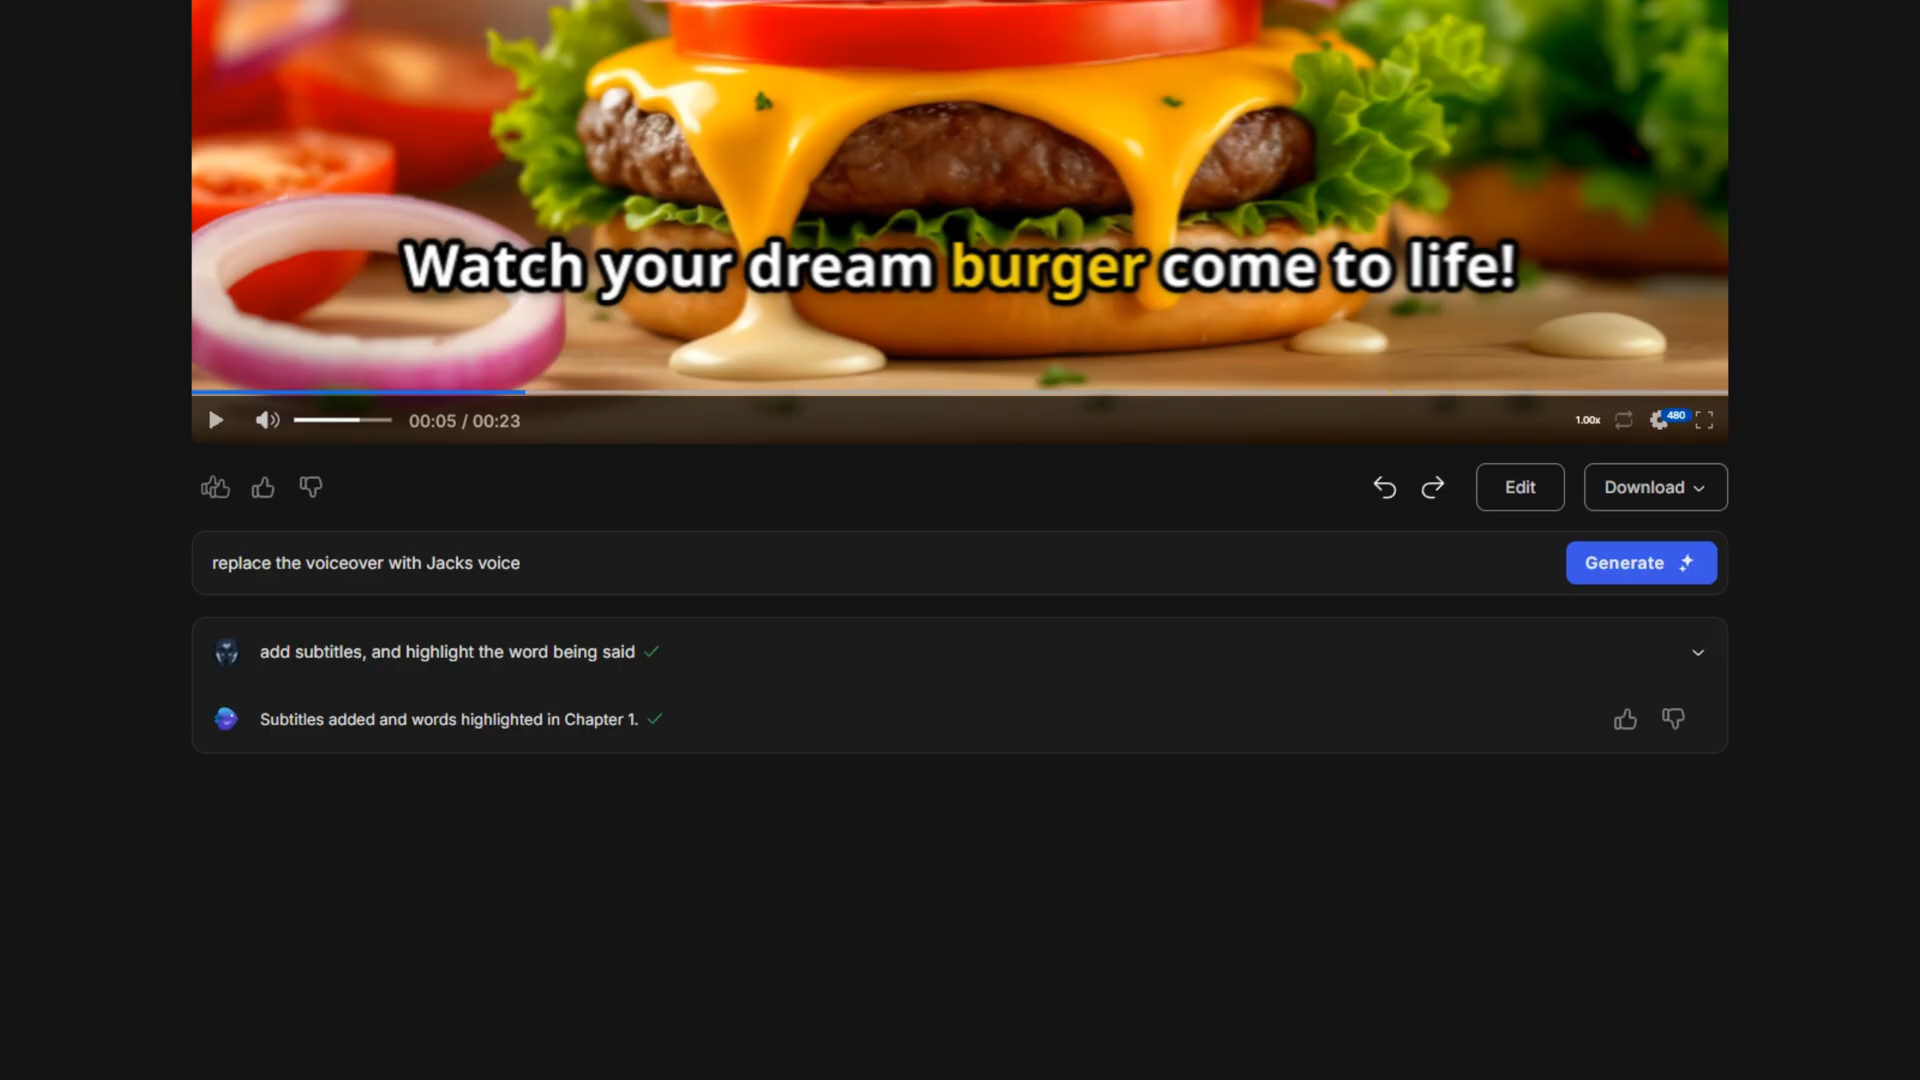 Watch your dream burger come to life!
00:05 / 00:23
1.00x
480
Edit
Download
replace the voiceover with Jacks voice
Generate
add subtitles, and highlight the word being said
Subtitles added and words highlighted in Chapter 1.